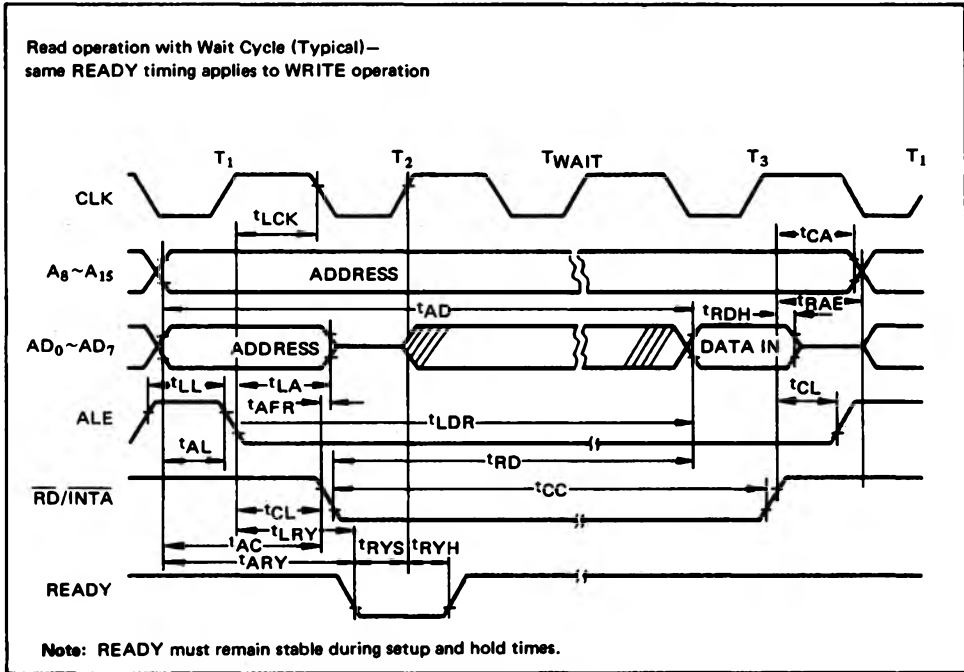 Read operation with Wait Cycle (Typical)—
same READY timing applies to WRITE operation
T1 T2 TWAIT T3 T1
CLK
tLCK
tCA
A8~A15
ADDRESS
tAD
tRDH
tRAE
AD0~AD7
ADDRESS
DATA IN
tLL
tLA
tCL
tAFR
ALE
tLDR
tAL
tRD
RD/INTA
tCC
tCL
tLRY
tAC
tRYS
tRYH
tARY
READY
Note: READY must remain stable during setup and hold times.